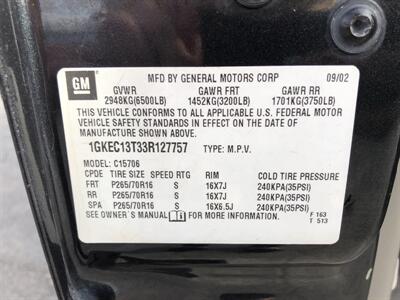 GM
MFD BY GENERAL MOTORS CORP 09/02
GVWR GAWR FRT GAWR RR
2948KG(6500LB) 1452KG(3200LB) 1701KG(3750LB)
THIS VEHICLE CONFORMS TO ALL APPLICABLE U.S. FEDERAL MOTOR
VEHICLE SAFETY STANDARDS IN EFFECT ON THE DATE OF
MANUFACTURE SHOWN ABOVE.
1GKEC13T33R127757 TYPE: M.P.V.
MODEL: C15706
CPDE TIRE SIZE SPEED RTG RIM COLD TIRE PRESSURE
FRT P265/70R16 S 16X7J 240KPA(35PSI)
RR P265/70R16 S 16X7J 240KPA(35PSI)
SPA P265/70R16 S 16X6.5J 240KPA(35PSI)
SEE OWNER'S MANUAL FOR MORE INFORMATION. F 163
T 513